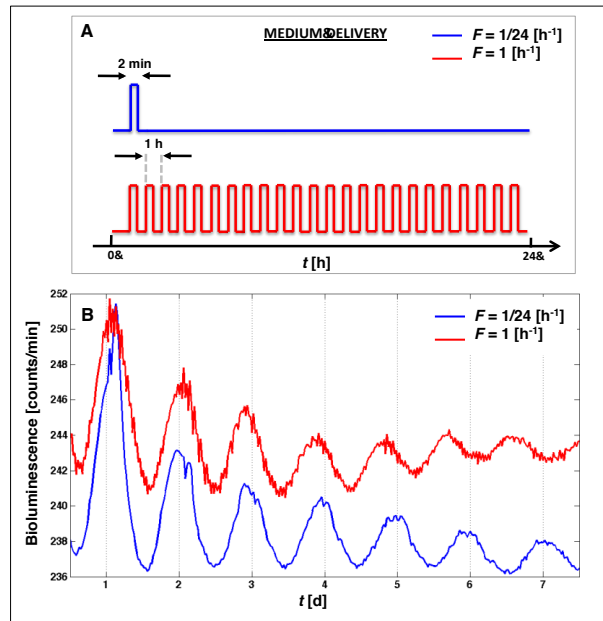 A
MEDIUM&DELIVERY
F = 1/24 [h⁻¹]
F = 1 [h⁻¹]
2 min
1 h
0&
24&
t [h]
B
F = 1/24 [h⁻¹]
F = 1 [h⁻¹]
Bioluminescence [counts/min]
252
250
248
246
244
242
240
238
236
1 2 3 4 5 6 7
t [d]